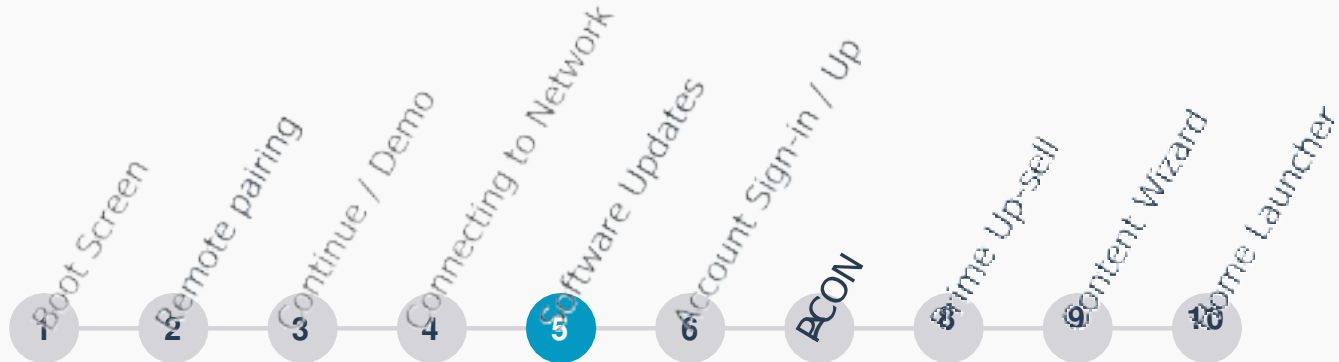 Boot Screen
Remote pairing
Continue / Demo
Connecting to Network
Software Updates
Account Sign-in / Up
PCON
Prime Up-sell
Content Wizard
Home Launcher
1
2
3
4
5
6
8
9
10